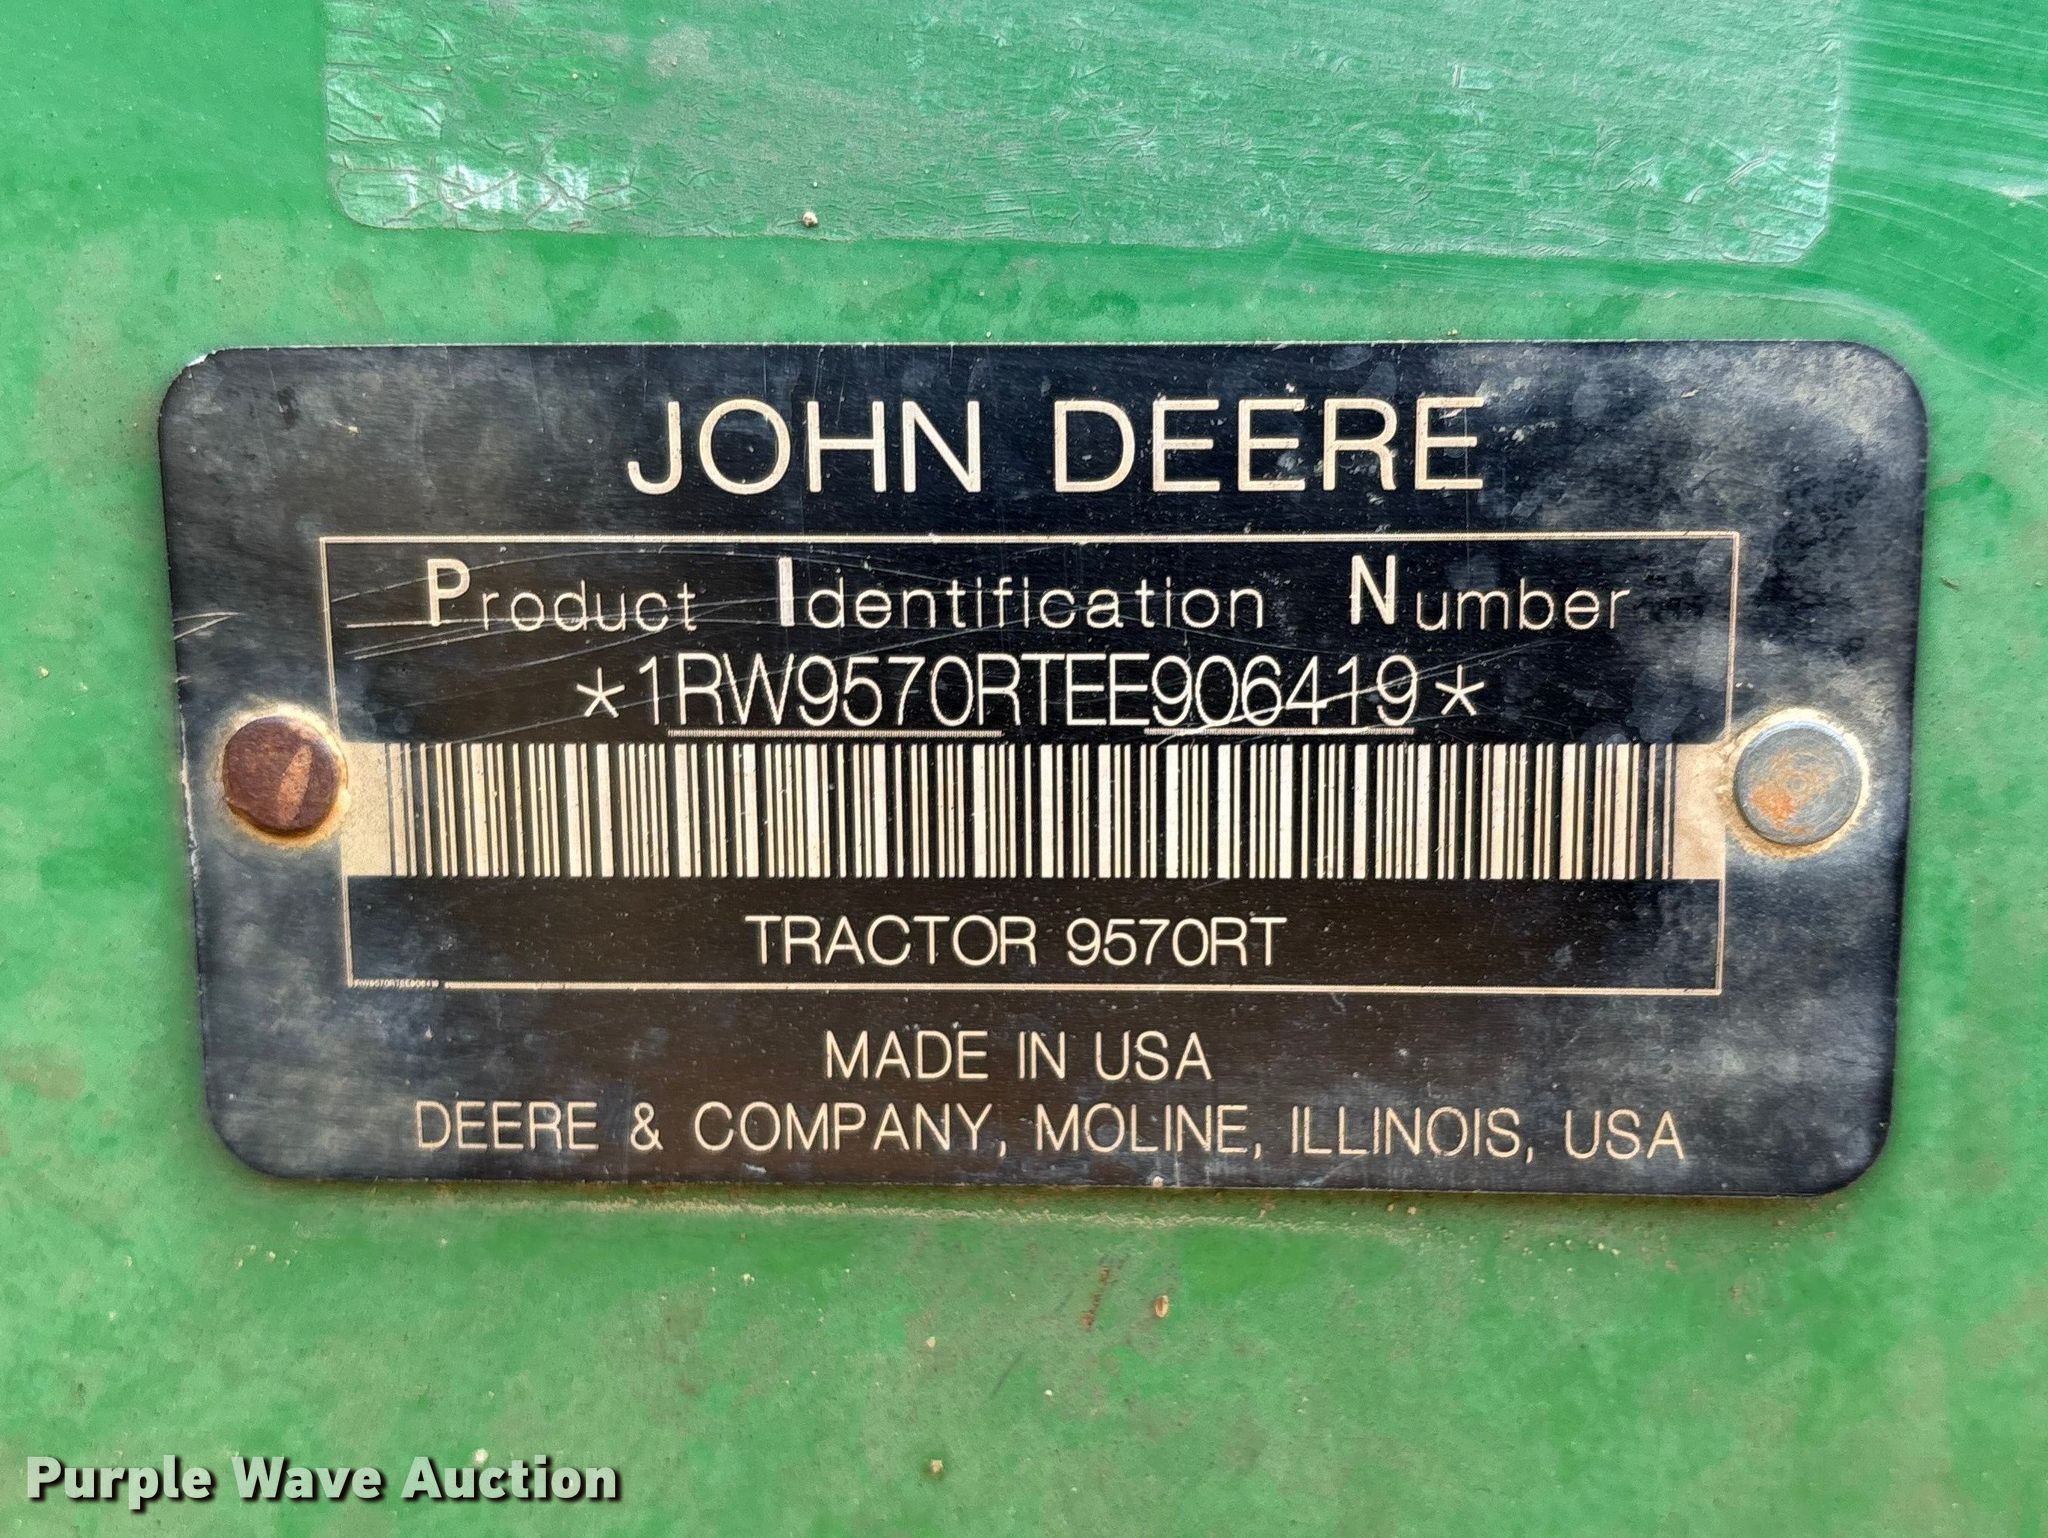 JOHN DEERE
Product Identification Number
*1RW9570RTEE906419*
TRACTOR 9570RT
1RW9570RTEE906419
MADE IN USA
DEERE & COMPANY, MOLINE, ILLINOIS, USA
Purple Wave Auction